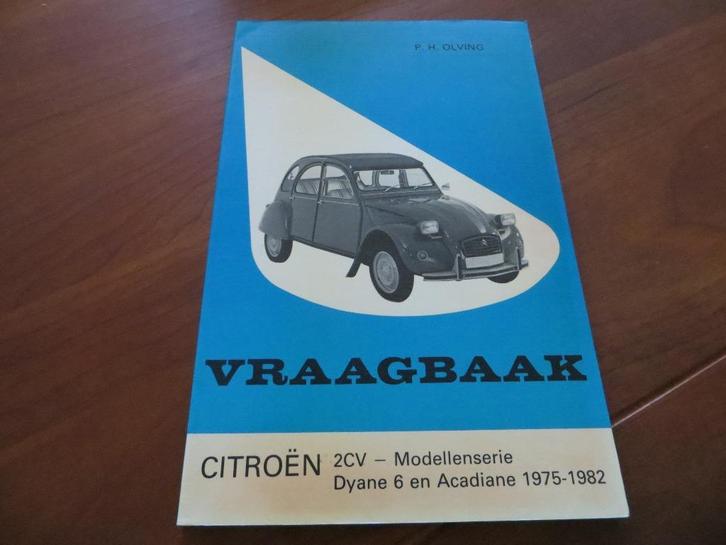 P. H. OLVING
VRAAGBAAK
CITROËN 2CV – Modellenserie
Dyane 6 en Acadiane 1975-1982